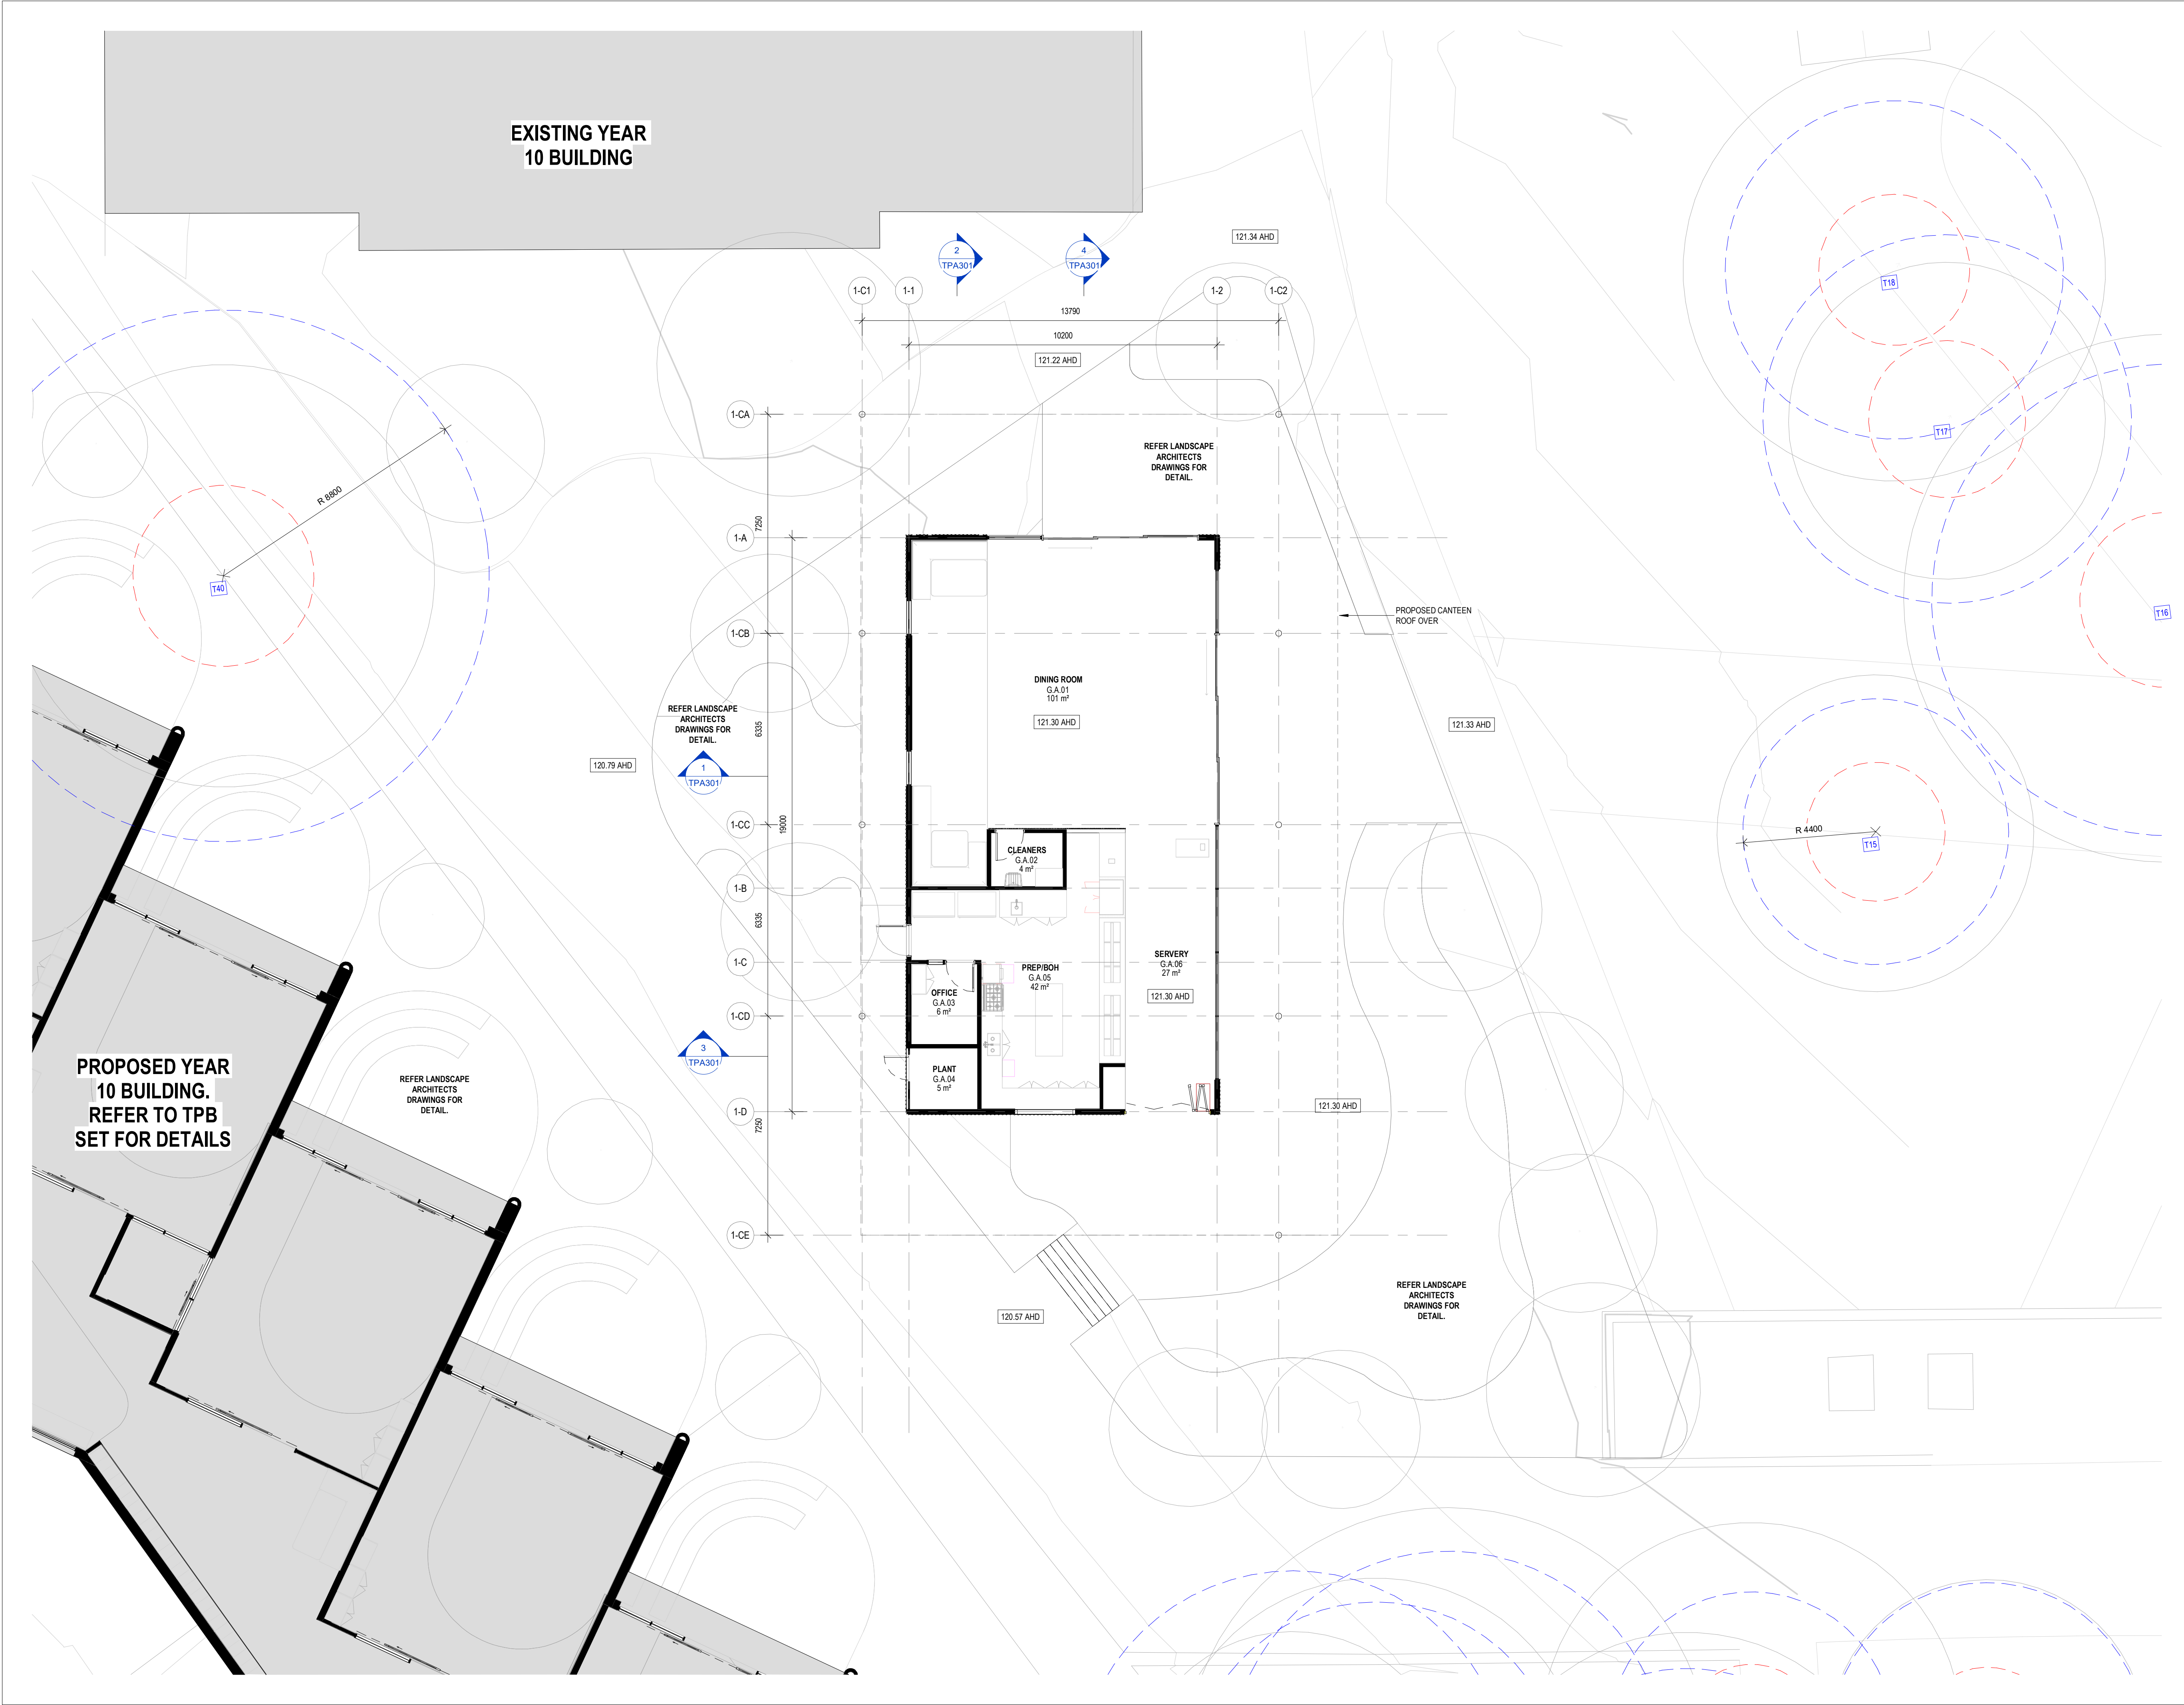 EXISTING YEAR
10 BUILDING
2
TPA301
4
TPA301
121.34 AHD
1-C1
1-1
1-2
1-C2
13790
10200
121.22 AHD
T18
T17
T16
T15
R 4400
R 8800
T40
1-CA
7250
1-A
1-CB
6335
19000
1-CC
1-B
6335
1-C
1-CD
1-D
7250
1-CE
REFER LANDSCAPE
ARCHITECTS
DRAWINGS FOR
DETAIL.
PROPOSED CANTEEN
ROOF OVER
DINING ROOM
G.A.01
101 m²
121.30 AHD
REFER LANDSCAPE
ARCHITECTS
DRAWINGS FOR
DETAIL.
121.33 AHD
120.79 AHD
1
TPA301
CLEANERS
G.A.02
4 m²
SERVERY
G.A.06
27 m²
121.30 AHD
PREP/BOH
G.A.05
42 m²
OFFICE
G.A.03
6 m²
3
TPA301
PLANT
G.A.04
5 m²
121.30 AHD
PROPOSED YEAR
10 BUILDING.
REFER TO TPB
SET FOR DETAILS
REFER LANDSCAPE
ARCHITECTS
DRAWINGS FOR
DETAIL.
REFER LANDSCAPE
ARCHITECTS
DRAWINGS FOR
DETAIL.
120.57 AHD